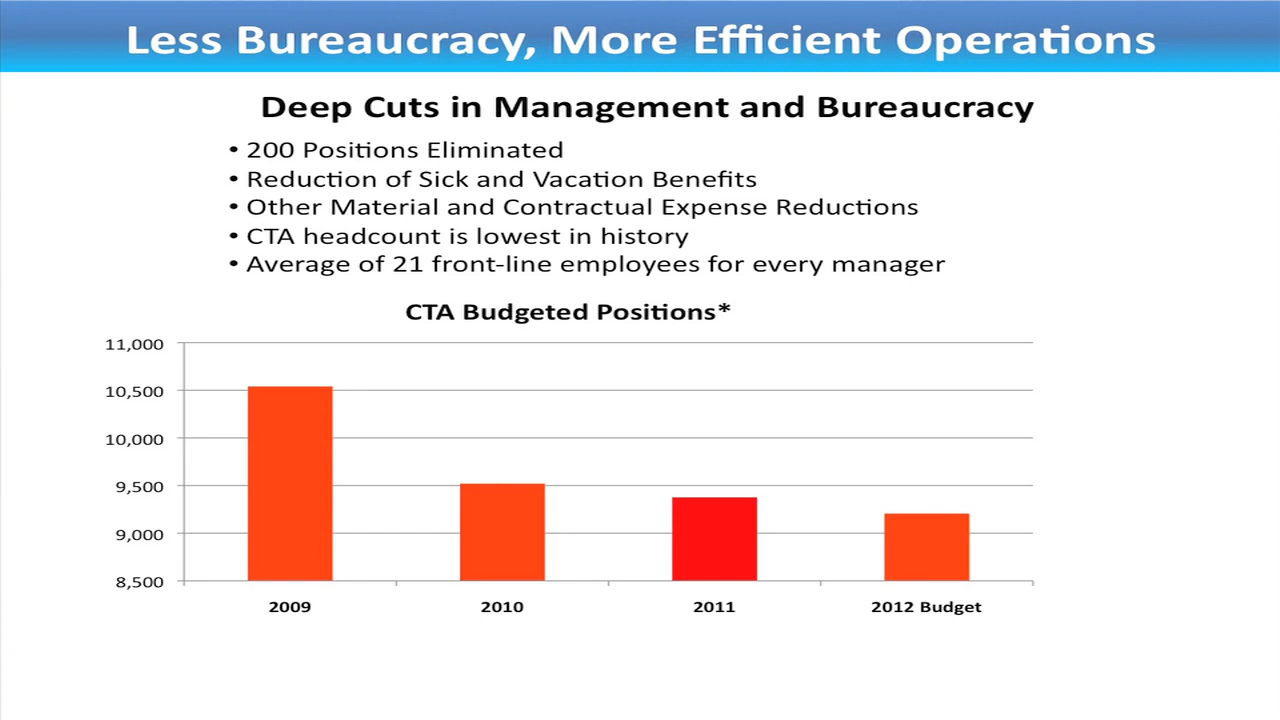 Less Bureaucracy, More Efficient Operations
Deep Cuts in Management and Bureaucracy
• 200 Positions Eliminated
• Reduction of Sick and Vacation Benefits
• Other Material and Contractual Expense Reductions
• CTA headcount is lowest in history
• Average of 21 front-line employees for every manager
CTA Budgeted Positions*
11,000
10,500
10,000
9,500
9,000
8,500
2009 2010 2011 2012 Budget